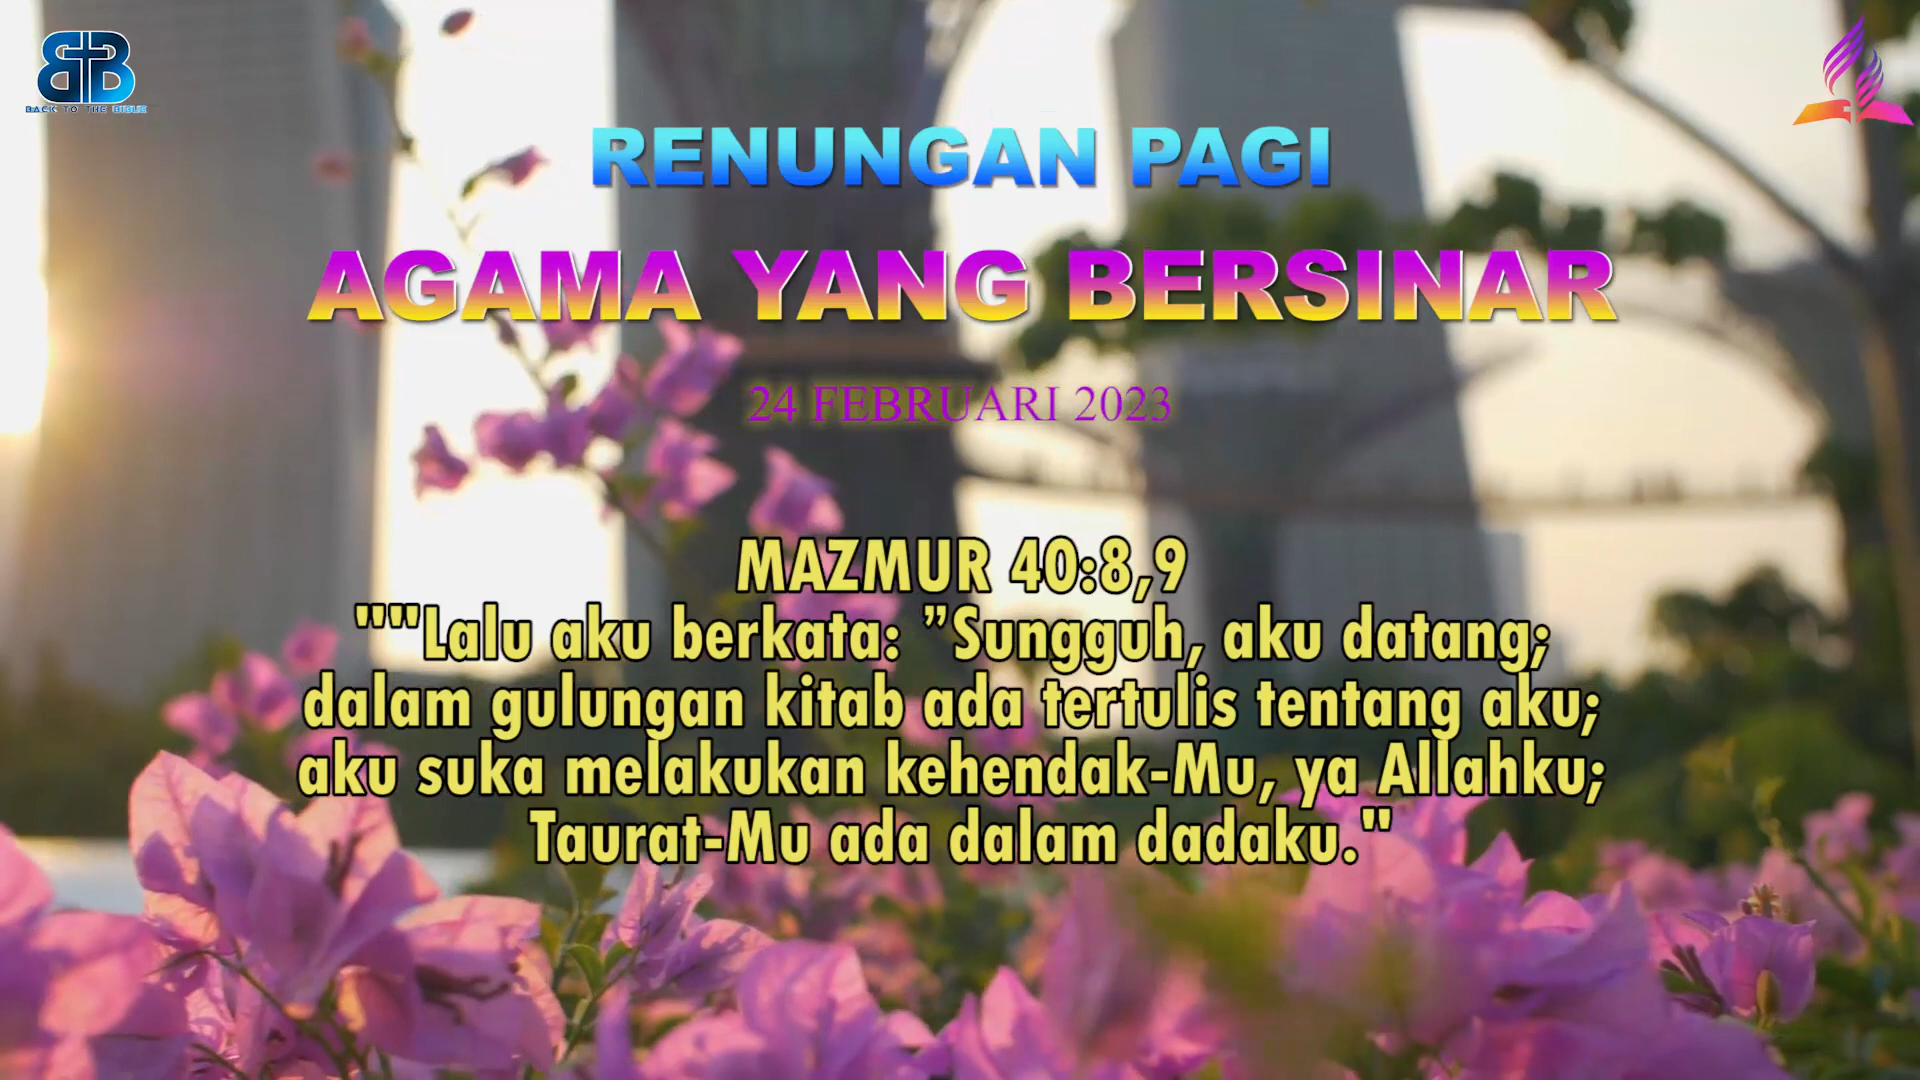 BACK TO THE BIBLE
RENUNGAN PAGI
AGAMA YANG BERSINAR
24 FEBRUARI 2023
MAZMUR 40:8,9
""Lalu aku berkata: ”Sungguh, aku datang;
dalam gulungan kitab ada tertulis tentang aku;
aku suka melakukan kehendak-Mu, ya Allahku;
Taurat-Mu ada dalam dadaku."